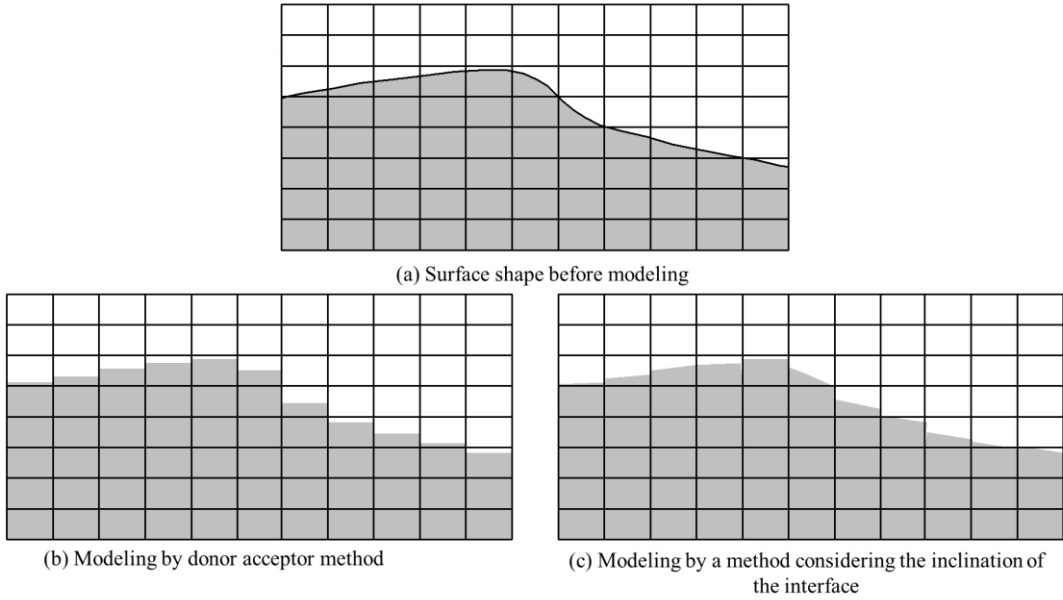 (a) Surface shape before modeling
(b) Modeling by donor acceptor method
(c) Modeling by a method considering the inclination of
the interface